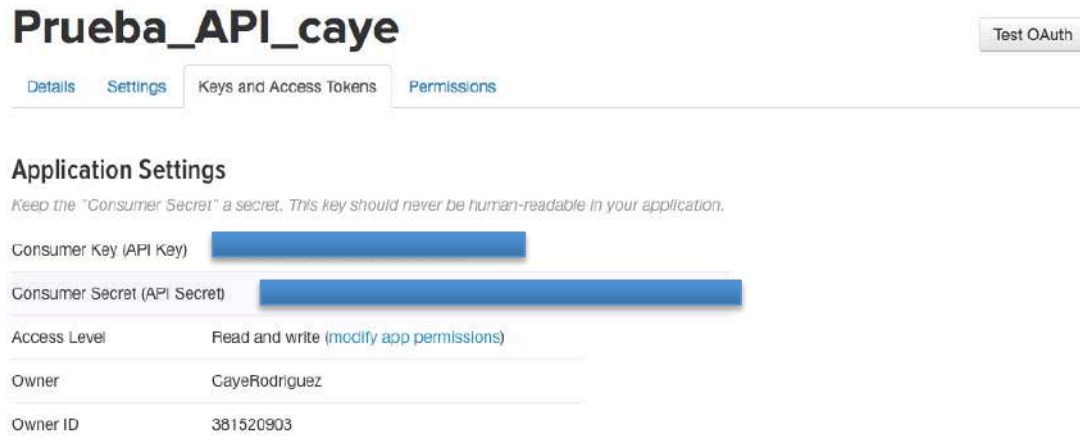 Prueba_API_caye
Test OAuth
Details Settings Keys and Access Tokens Permissions
Application Settings
Keep the "Consumer Secret" a secret. This key should never be human-readable in your application.
Consumer Key (API Key)
Consumer Secret (API Secret)
Access Level Read and write (modify app permissions)
Owner CayeRodriguez
Owner ID 381520903